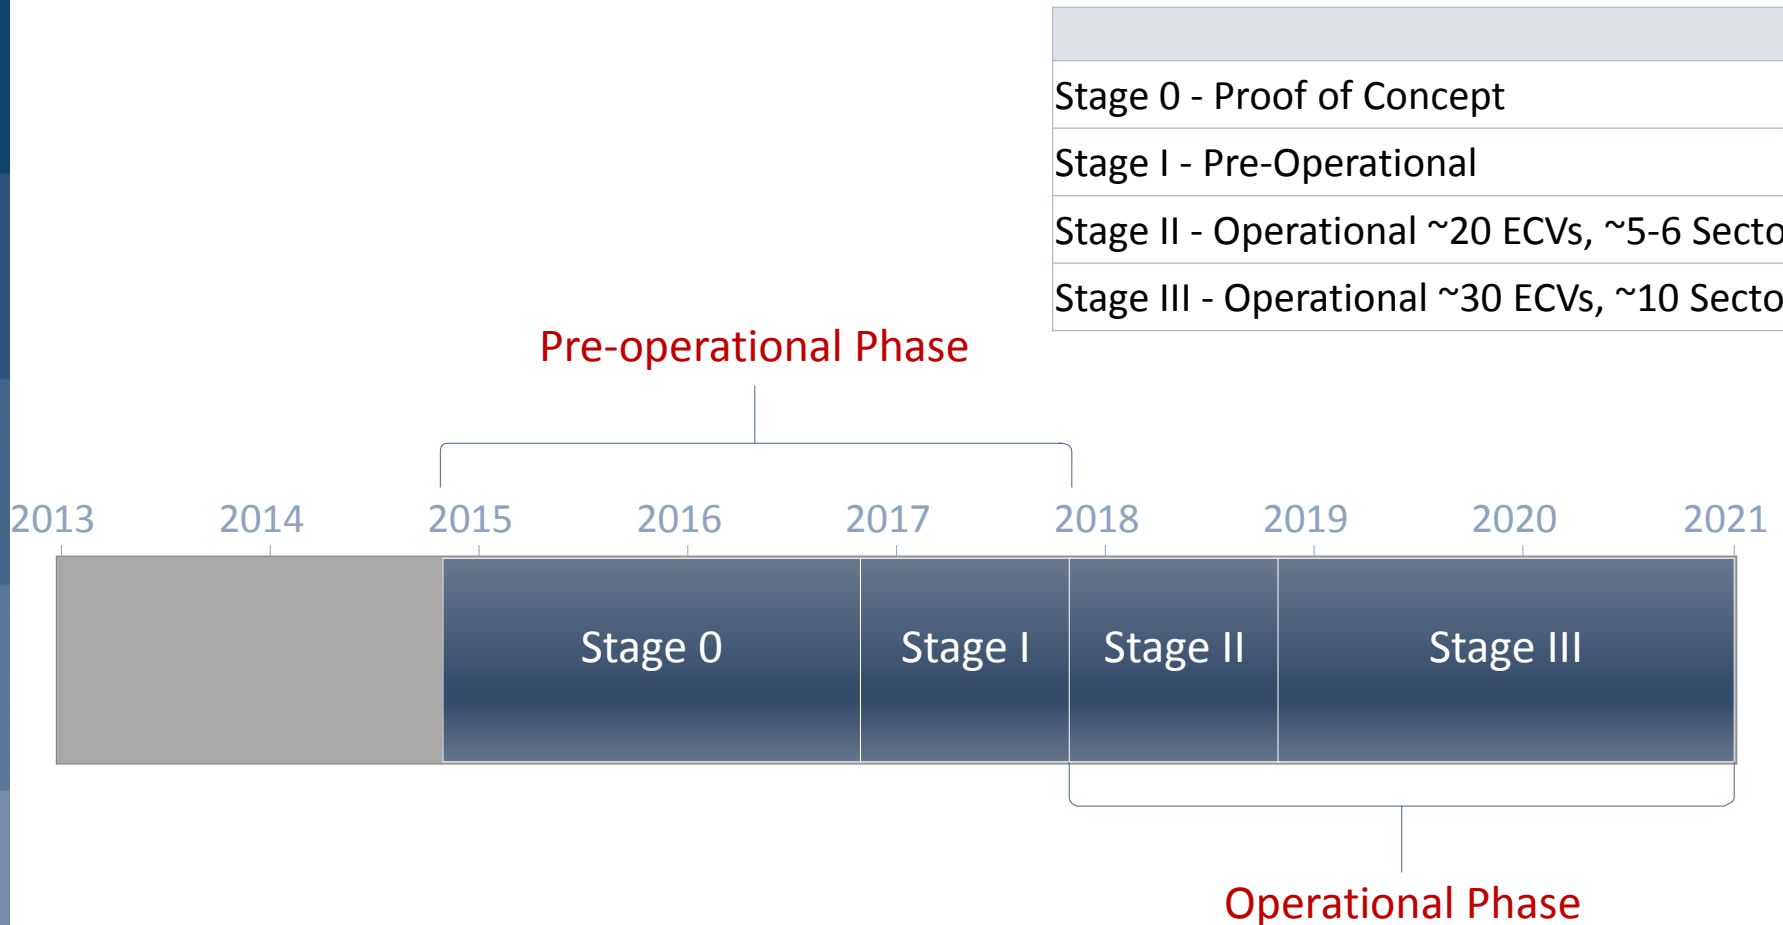 Stage 0 - Proof of Concept
Stage I - Pre-Operational
Stage II - Operational ~20 ECVs, ~5-6 Secto
Stage III - Operational ~30 ECVs, ~10 Secto
Pre-operational Phase
2013 2014 2015 2016 2017 2018 2019 2020 2021
Stage 0 Stage I Stage II Stage III
Operational Phase